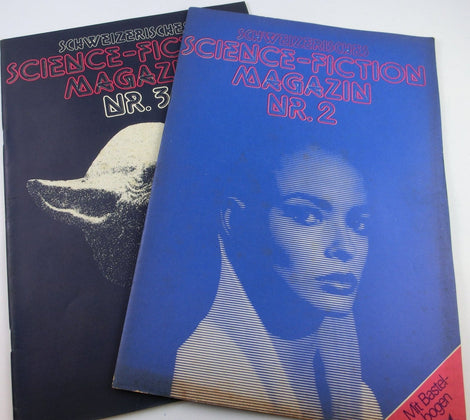 SCHWEIZERISCHES
SCIENCE-FICTION
MAGAZIN
NR. 3
SCHWEIZERISCHES
SCIENCE-FICTION
MAGAZIN
NR. 2
Mit Bastel-
bogen